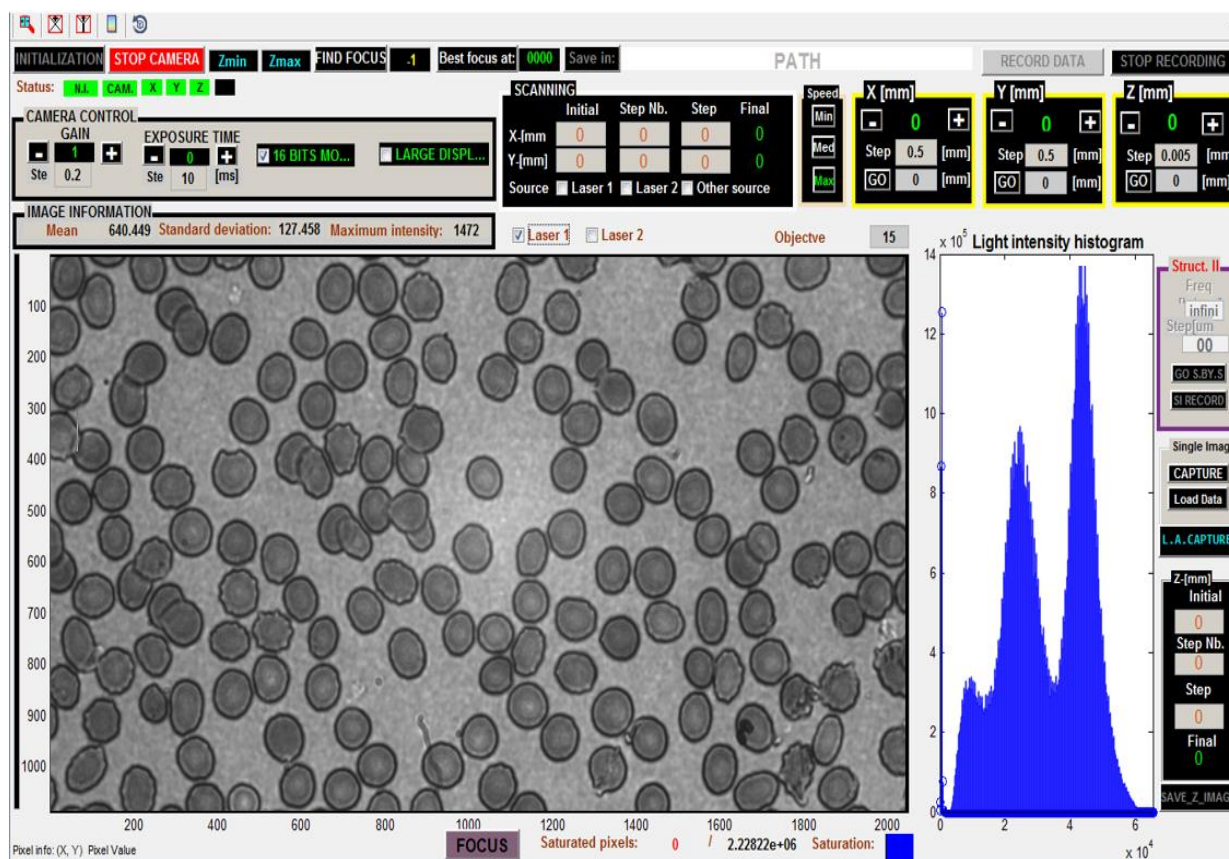 INITIALIZATION STOP CAMERA Zmin Zmax FIND FOCUS -1 Best focus at: 0000 Save in: PATH RECORD DATA STOP RECORDING
Status: N.I. CAM. X Y Z
CAMERA CONTROL
GAIN
- 1 +
Ste 0.2
EXPOSURE TIME
- 0 +
Ste 10 [ms]
16 BITS MO...
LARGE DISPL...
SCANNING
Initial Step Nb. Step Final
X-[mm 0 0 0 0
Y-[mm] 0 0 0 0
Source Laser 1 Laser 2 Other source
Speed
Min
Med
Max
X [mm]
- 0 +
Step 0.5 [mm]
GO 0 [mm]
Y [mm]
- 0 +
Step 0.5 [mm]
GO 0 [mm]
Z [mm]
- 0 +
Step 0.005 [mm]
GO 0 [mm]
IMAGE INFORMATION
Mean 640.449 Standard deviation: 127.458 Maximum intensity: 1472
Laser 1 Laser 2 Objectve 15
100
200
300
400
500
600
700
800
900
1000
200 400 600 800 1000 1200 1400 1600 1800 2000
x 10^5 Light intensity histogram
14
12
10
8
6
4
2
0
0 2 4 6
x 10^4
Struct. II
Freq
infini
Step[um
00
GO S.BY.S
SI RECORD
Single Imag
CAPTURE
Load Data
L.A.CAPTURE
Z-[mm]
Initial
0
Step Nb.
0
Step
0
Final
0
SAVE_Z_IMAG
Pixel info: (X, Y) Pixel Value
FOCUS
Saturated pixels: 0 / 2.22822e+06 Saturation: